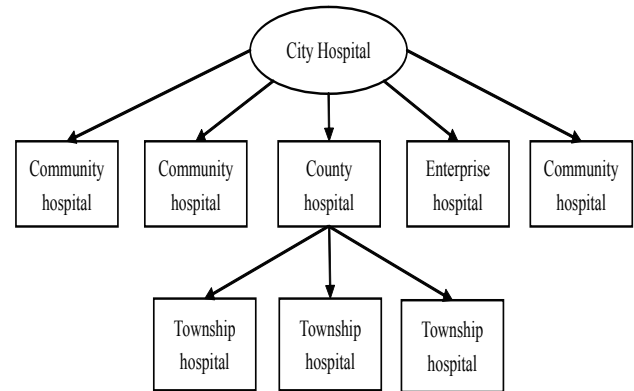 City Hospital
Community
hospital
Community
hospital
County
hospital
Enterprise
hospital
Community
hospital
Township
hospital
Township
hospital
Township
hospital